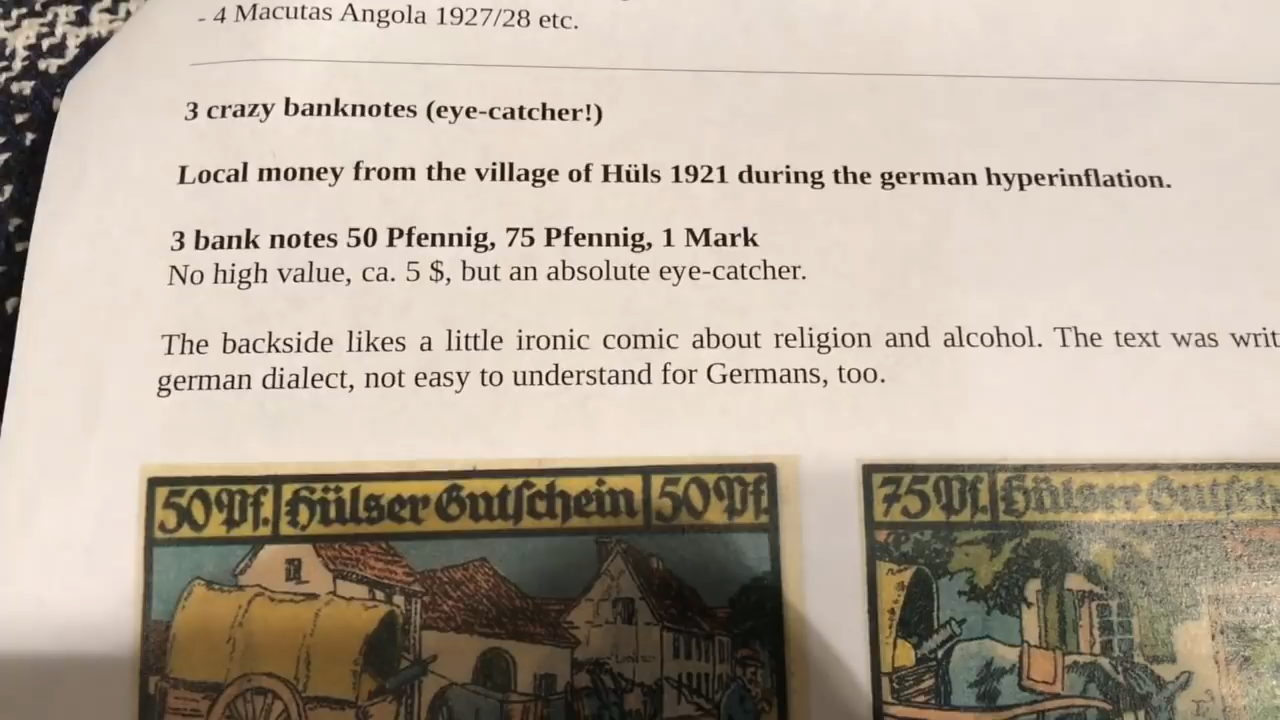 - 4 Macutas Angola 1927/28 etc.
3 crazy banknotes (eye-catcher!)
Local money from the village of Hüls 1921 during the german hyperinflation.
3 bank notes 50 Pfennig, 75 Pfennig, 1 Mark
No high value, ca. 5 $, but an absolute eye-catcher.
The backside likes a little ironic comic about religion and alcohol. The text was writ
german dialect, not easy to understand for Germans, too.
50 Pf. Hülser Gutschein 50 Pf.
75 Pf. Hülser Gutsch